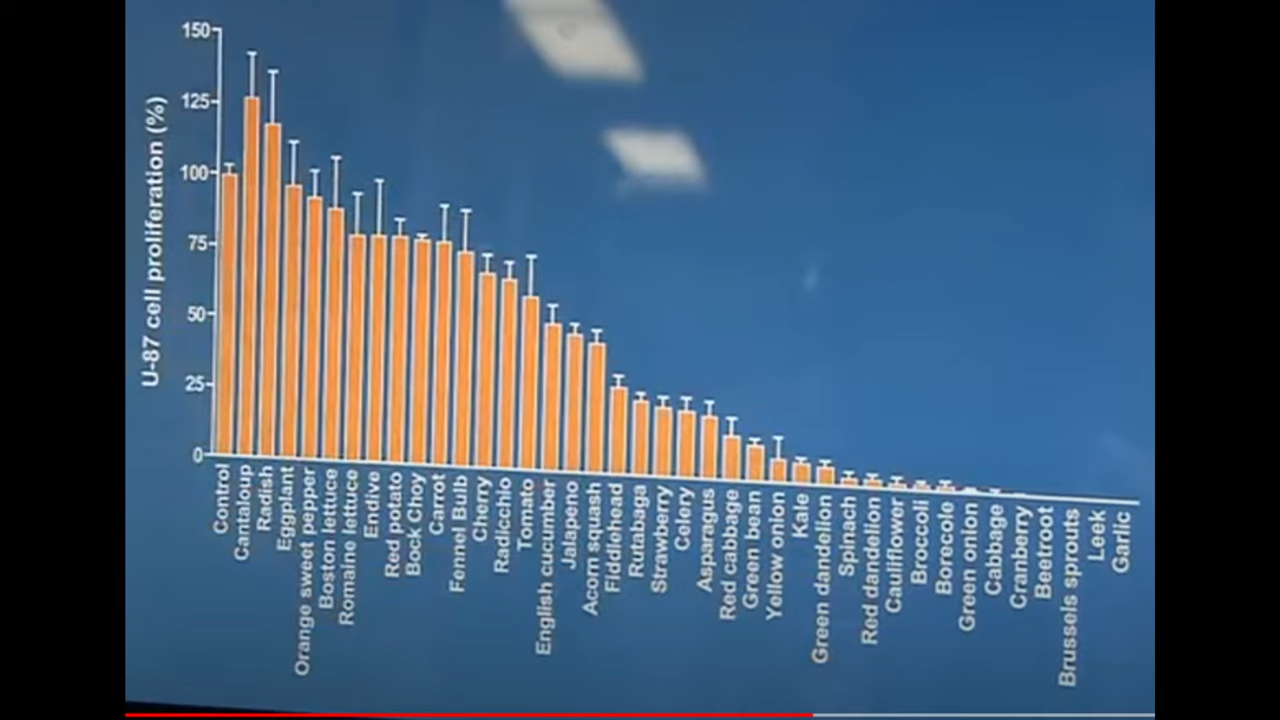 U-87 cell proliferation (%)
150
125
100
75
50
25
0
Control
Cantaloup
Radish
Eggplant
Orange sweet pepper
Boston lettuce
Romaine lettuce
Endive
Red potato
Bock Choy
Carrot
Fennel Bulb
Cherry
Radicchio
Tomato
English cucumber
Jalapeno
Acorn squash
Fiddlehead
Rutabaga
Strawberry
Celery
Asparagus
Red cabbage
Green bean
Yellow onion
Kale
Green dandelion
Spinach
Red dandelion
Cauliflower
Broccoli
Borecole
Green onion
Cabbage
Cranberry
Beetroot
Brussels sprouts
Leek
Garlic